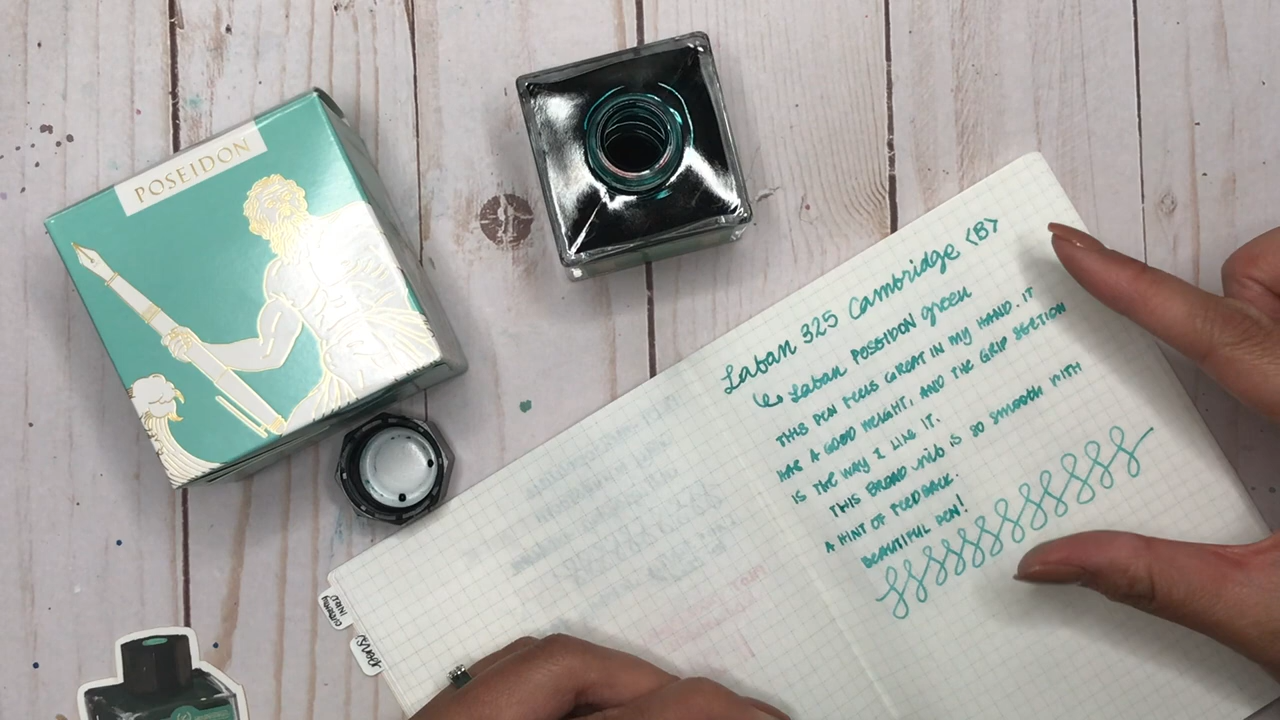 POSEIDON
Laban 325 Cambridge <B>
Laban POSEIDON green
THIS PEN FEELS GREAT IN MY HAND. IT
HAS A GOOD WEIGHT, AND THE GRIP SECTION
IS THE WAY I LIKE IT.
THIS BROAD nib IS SO SMOOTH WITH
A HINT OF FEEDBACK.
BEAUTIFUL PEN!
CURRENTLY
INKED